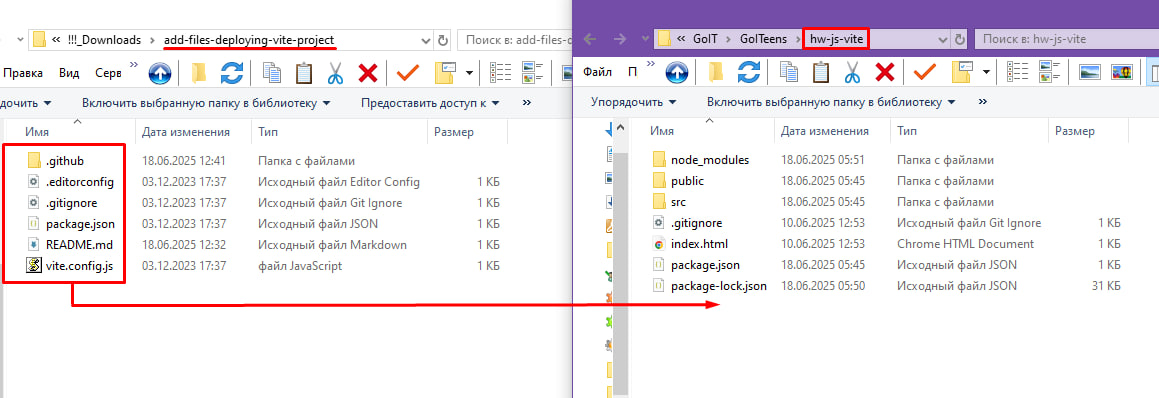 « !!!_Downloads > add-files-deploying-vite-project
Поиск в: add-files-d
Правка Вид Серв »
дочить Включить выбранную папку в библиотеку Предоставить доступ к »
Имя Дата изменения Тип Размер
.github 18.06.2025 12:41 Папка с файлами
.editorconfig 03.12.2023 17:37 Исходный файл Editor Config 1 КБ
.gitignore 03.12.2023 17:37 Исходный файл Git Ignore 1 КБ
package.json 03.12.2023 17:37 Исходный файл JSON 1 КБ
README.md 18.06.2025 12:32 Исходный файл Markdown 1 КБ
vite.config.js 03.12.2023 17:37 файл JavaScript 1 КБ
« GoIT > GoITeens > hw-js-vite
Поиск в: hw-js-vite
Файл П »
Упорядочить Включить выбранную папку в библиотеку »
Имя Дата изменения Тип Размер
node_modules 18.06.2025 05:51 Папка с файлами
public 18.06.2025 05:45 Папка с файлами
src 18.06.2025 05:45 Папка с файлами
.gitignore 10.06.2025 12:53 Исходный файл Git Ignore 1 КБ
index.html 10.06.2025 12:53 Chrome HTML Document 1 КБ
package.json 18.06.2025 05:45 Исходный файл JSON 1 КБ
package-lock.json 18.06.2025 05:50 Исходный файл JSON 31 КБ